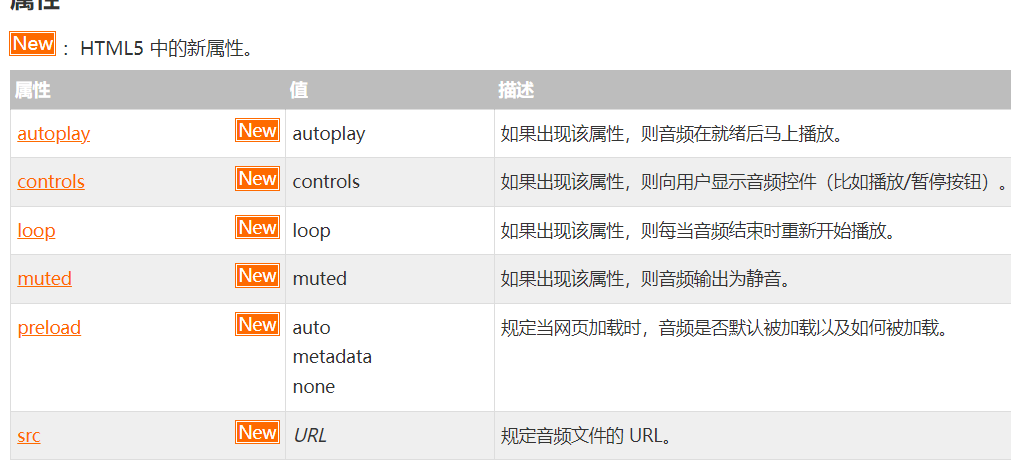 属性
New : HTML5 中的新属性。
属性 值 描述
autoplay New autoplay 如果出现该属性，则音频在就绪后马上播放。
controls New controls 如果出现该属性，则向用户显示音频控件（比如播放/暂停按钮）。
loop New loop 如果出现该属性，则每当音频结束时重新开始播放。
muted New muted 如果出现该属性，则音频输出为静音。
preload New auto 规定当网页加载时，音频是否默认被加载以及如何被加载。
metadata
none
src New URL 规定音频文件的 URL。